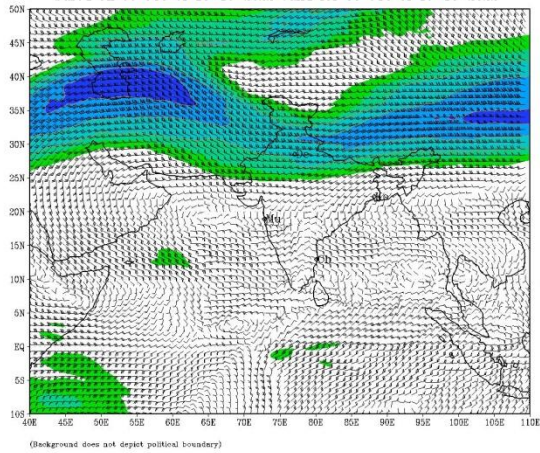 50N
45N
40N
35N
30N
25N
20N
Mu
15N
Ch
10N
5N
EQ
5S
10S
40E 45E 50E 55E 60E 65E 70E 75E 80E 85E 90E 95E 100E 105E 110E
(Background does not depict political boundary)